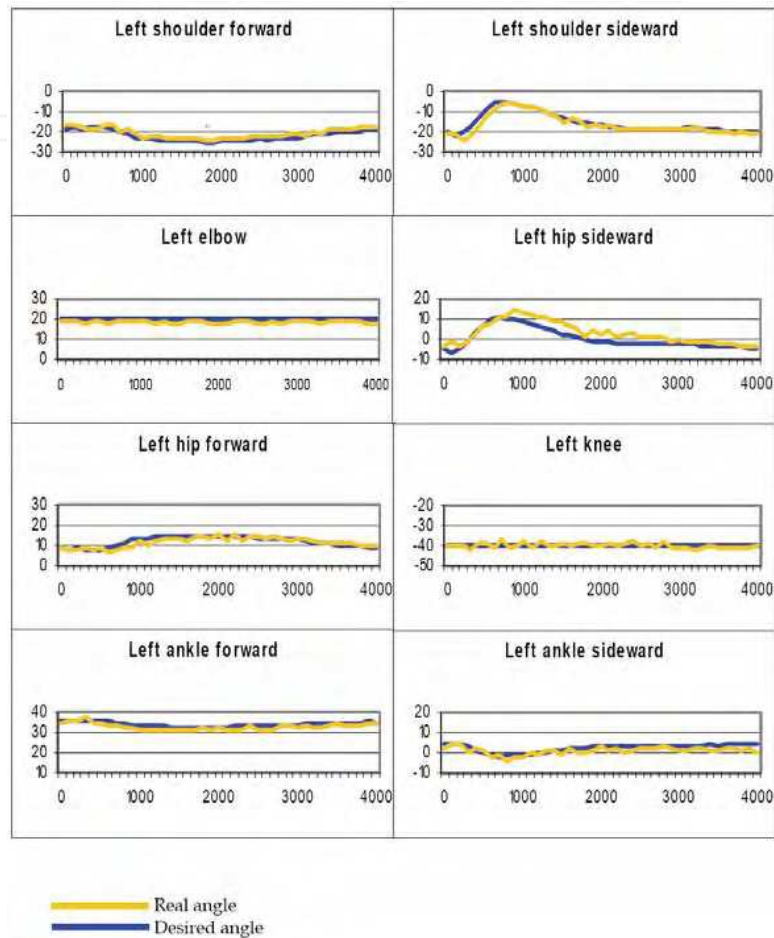 Left shoulder forward
0
-10
-20
-30
0 1000 2000 3000 4000
Left shoulder sideward
0
-10
-20
-30
0 1000 2000 3000 4000
Left elbow
30
20
10
0
0 1000 2000 3000 4000
Left hip sideward
20
10
0
-10
0 1000 2000 3000 4000
Left hip forward
30
20
10
0
0 1000 2000 3000 4000
Left knee
-20
-30
-40
-50
0 1000 2000 3000 4000
Left ankle forward
40
30
20
10
0 1000 2000 3000 4000
Left ankle sideward
20
10
0
-10
0 1000 2000 3000 4000
Real angle
Desired angle